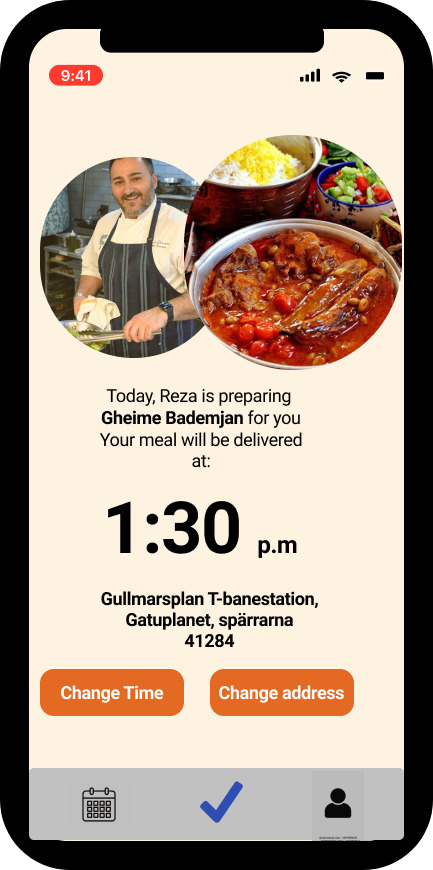 9:41
Today, Reza is preparing
Gheime Bademjan for you
Your meal will be delivered
at:
1:30 p.m
Gullmarsplan T-banestation,
Gatuplanet, spärrarna
41284
Change Time
Change address